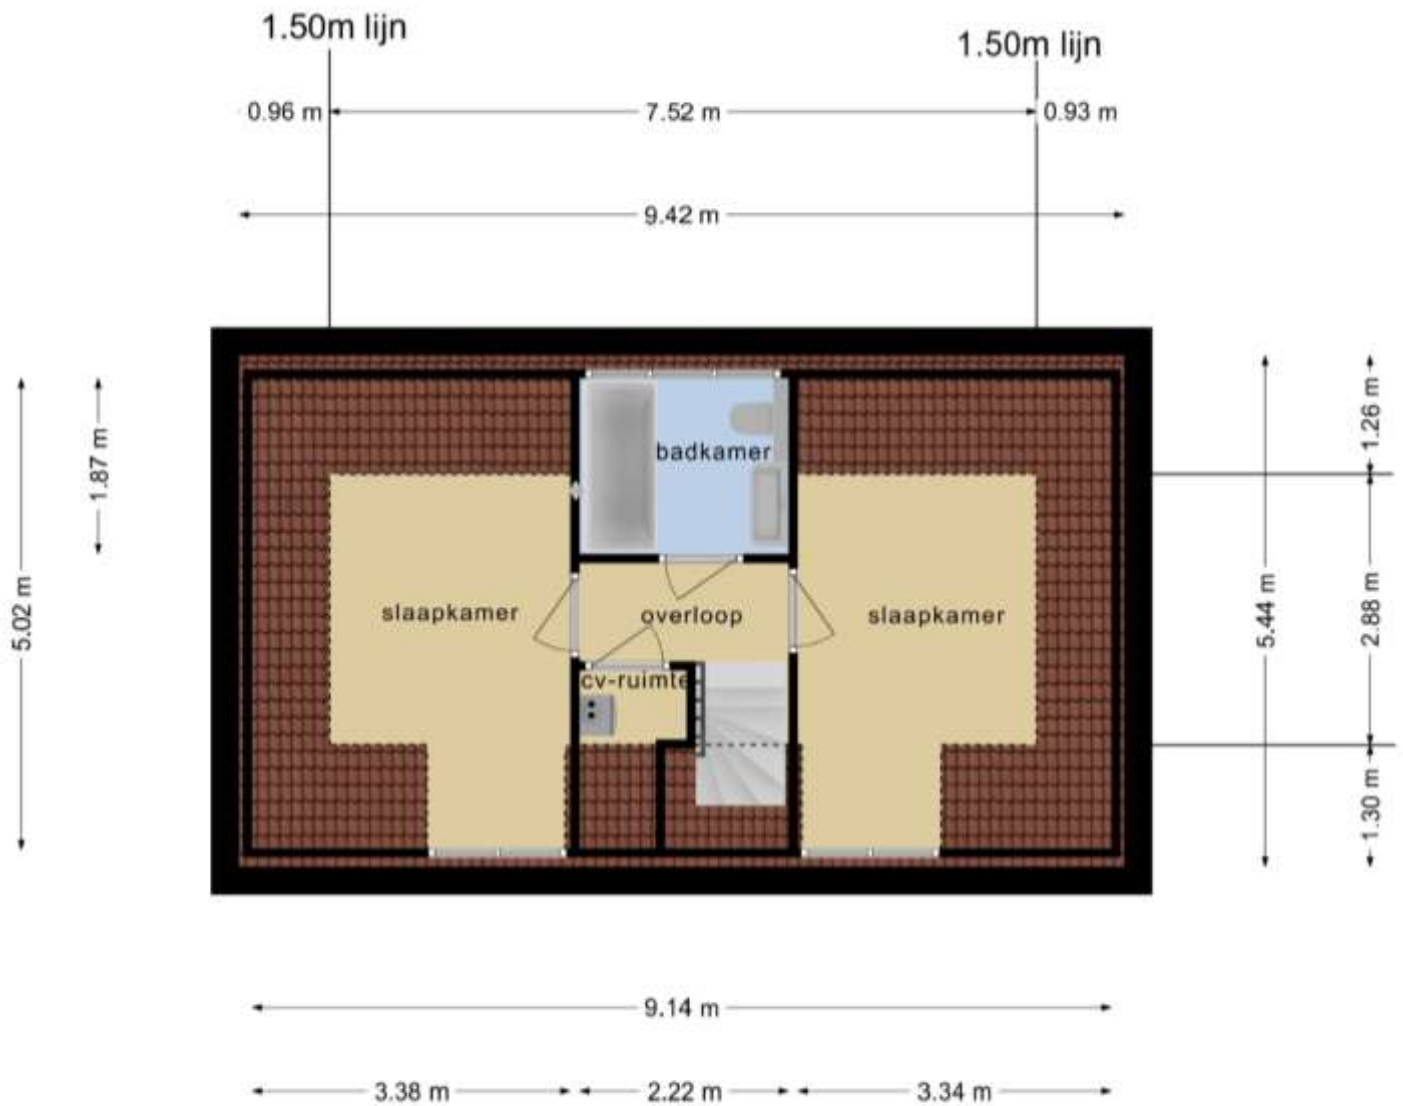 1.50m lijn
1.50m lijn
0.96 m
7.52 m
0.93 m
9.42 m
1.87 m
5.02 m
badkamer
slaapkamer
overloop
slaapkamer
cv-ruimte
1.26 m
2.88 m
5.44 m
1.30 m
9.14 m
3.38 m
2.22 m
3.34 m